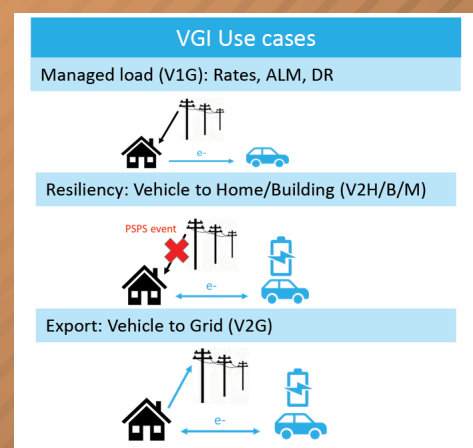 VGI Use cases
Managed load (V1G): Rates, ALM, DR
e-
Resiliency: Vehicle to Home/Building (V2H/B/M)
PSPS event
e-
Export: Vehicle to Grid (V2G)
e-